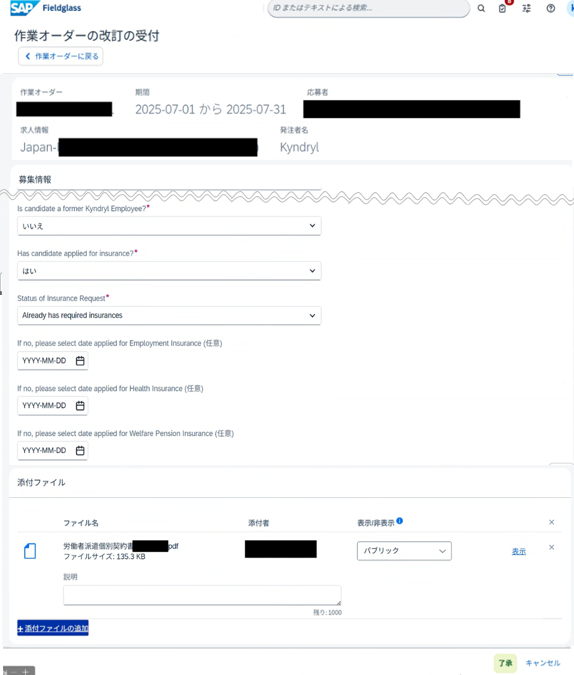 SAP Fieldglass
ID またはテキストによる検索...
作業オーダーの改訂の受付
作業オーダーに戻る
作業オーダー 期間 応募者
2025-07-01 から 2025-07-31
求人情報 発注者名
Japan- Kyndryl
募集情報
Is candidate a former Kyndryl Employee?*
いいえ
Has candidate applied for insurance?*
はい
Status of Insurance Request*
Already has required insurances
If no, please select date applied for Employment Insurance (任意)
YYYY-MM-DD
If no, please select date applied for Health Insurance (任意)
YYYY-MM-DD
If no, please select date applied for Welfare Pension Insurance (任意)
YYYY-MM-DD
添付ファイル
ファイル名 添付者 表示/非表示
労働者派遣個別契約書 pdf パブリック 表示
ファイルサイズ: 135.3 KB
説明
残り: 1000
+ 添付ファイルの追加
了承 キャンセル